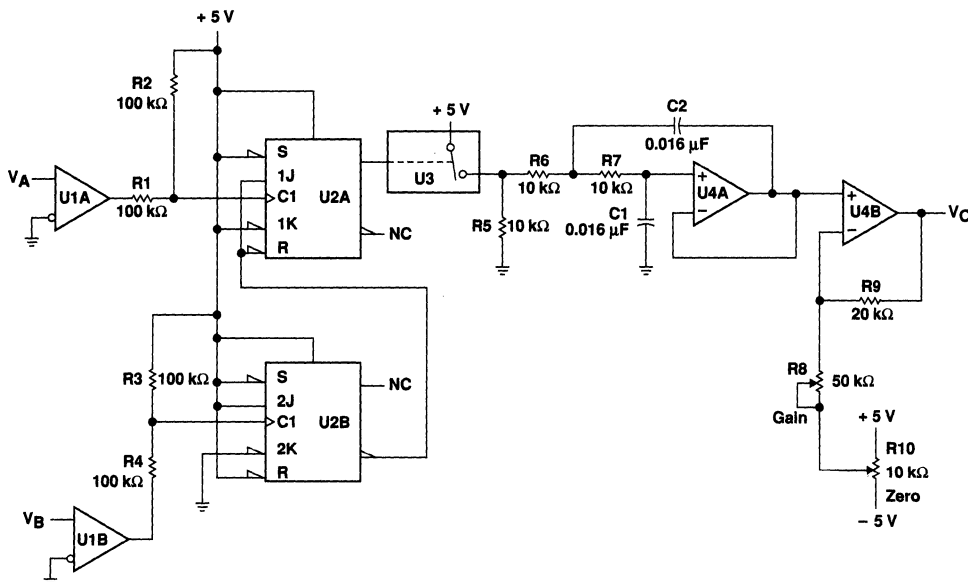 + 5 V
R2
100 kΩ
VA
U1A
R1
100 kΩ
S
1J
C1
1K
R
U2A
NC
+ 5 V
U3
R5
10 kΩ
R6
10 kΩ
R7
10 kΩ
C2
0.016 μF
C1
0.016 μF
+
−
U4A
+
−
U4B
VO
R9
20 kΩ
R8
50 kΩ
Gain
+ 5 V
R10
10 kΩ
Zero
− 5 V
R3
100 kΩ
R4
100 kΩ
S
2J
C1
2K
R
U2B
NC
VB
U1B